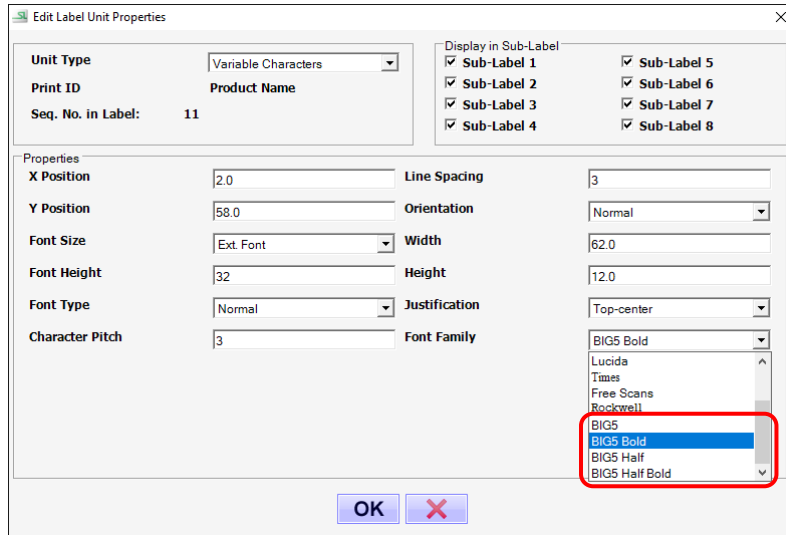 Edit Label Unit Properties
Unit Type
Variable Characters
Print ID
Product Name
Seq. No. in Label:
11
Display in Sub-Label
Sub-Label 1
Sub-Label 5
Sub-Label 2
Sub-Label 6
Sub-Label 3
Sub-Label 7
Sub-Label 4
Sub-Label 8
Properties
X Position
2.0
Line Spacing
3
Y Position
58.0
Orientation
Normal
Font Size
Ext. Font
Width
62.0
Font Height
32
Height
12.0
Font Type
Normal
Justification
Top-center
Character Pitch
3
Font Family
BIG5 Bold
Lucida
Times
Free Scans
Rockwell
BIG5
BIG5 Bold
BIG5 Half
BIG5 Half Bold
OK